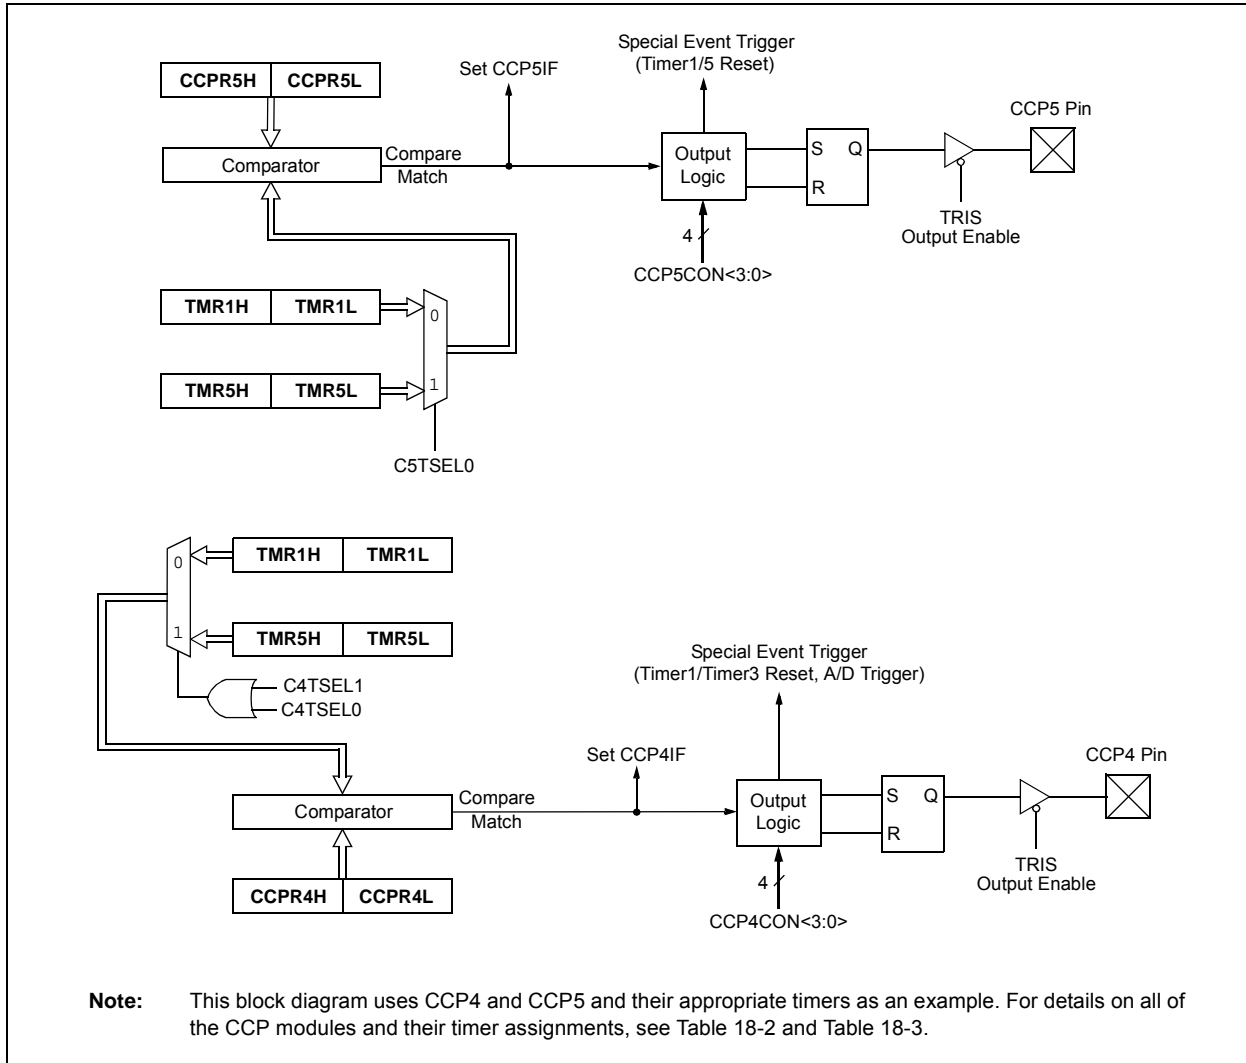 Special Event Trigger
(Timer1/5 Reset)
Set CCP5IF
CCPR5H CCPR5L
CCP5 Pin
Comparator
Compare
Match
Output
Logic
S Q
R
TRIS
Output Enable
4
CCP5CON<3:0>
TMR1H TMR1L
0
TMR5H TMR5L
1
C5TSEL0
0
TMR1H TMR1L
1
TMR5H TMR5L
C4TSEL1
C4TSEL0
Special Event Trigger
(Timer1/Timer3 Reset, A/D Trigger)
Set CCP4IF
CCP4 Pin
Comparator
Compare
Match
Output
Logic
S Q
R
TRIS
Output Enable
4
CCPR4H CCPR4L
CCP4CON<3:0>
Note: This block diagram uses CCP4 and CCP5 and their appropriate timers as an example. For details on all of
the CCP modules and their timer assignments, see Table 18-2 and Table 18-3.